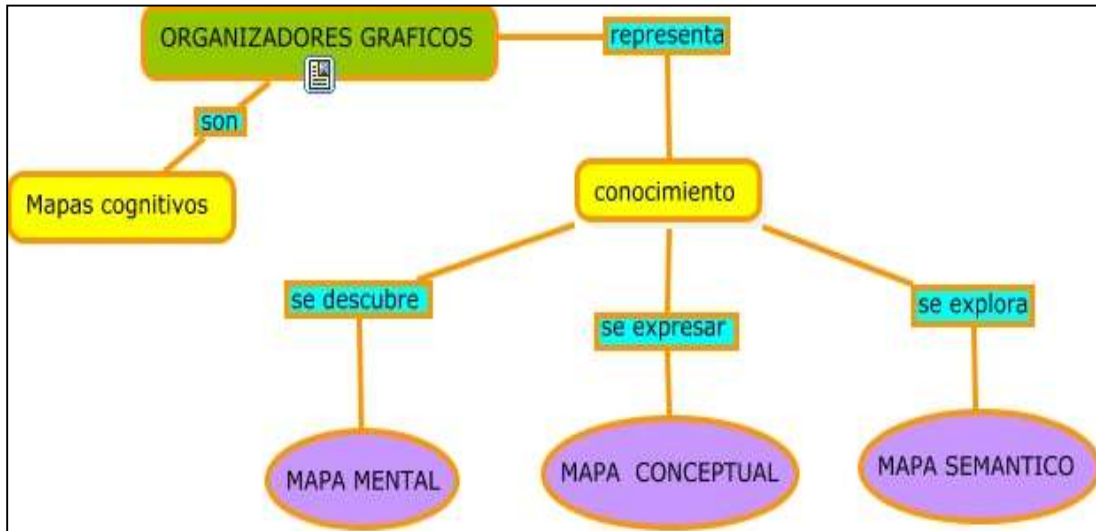 ORGANIZADORES GRAFICOS
representa
son
Mapas cognitivos
conocimiento
se descubre
se expresar
se explora
MAPA MENTAL
MAPA CONCEPTUAL
MAPA SEMANTICO